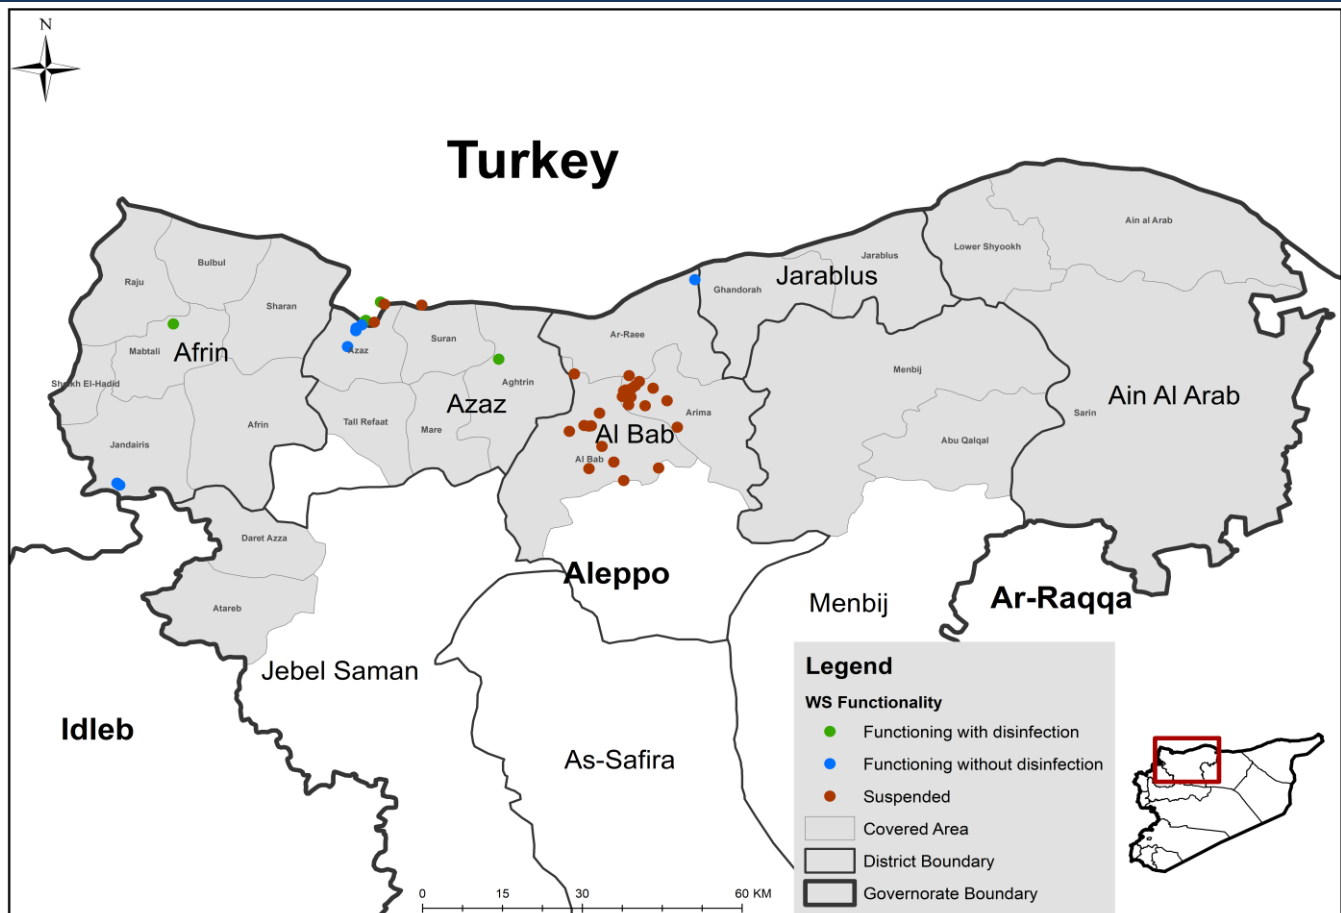 N
Turkey
Ain al Arab
Lower Shyookh
Jarablus
Bulbul
Raju
Sharan
Ghandorah
Jarablus
Ar-Raee
Suran
Azaz
Mabtali
Afrin
Menbij
Sheikh El-Hadid
Aghtrin
Azaz
Ain Al Arab
Sarin
Arima
Tall Refaat
Mare
Afrin
Al Bab
Abu Qalqal
Jandairis
Al Bab
Daret Azza
Aleppo
Menbij
Ar-Raqqa
Atareb
Jebel Saman
Idleb
As-Safira
Legend
WS Functionality
Functioning with disinfection
Functioning without disinfection
Suspended
Covered Area
District Boundary
Governorate Boundary
0 15 30 60 KM